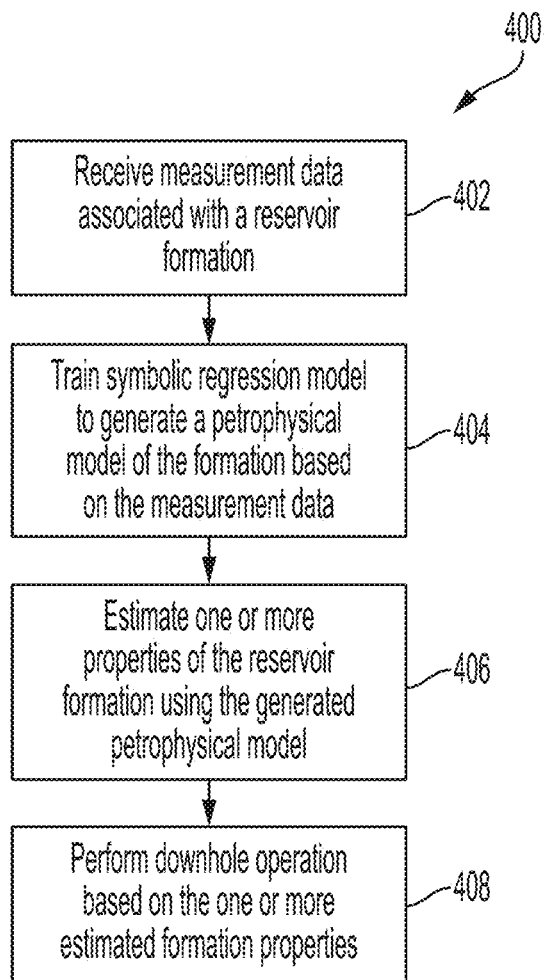 400
Receive measurement data
associated with a reservoir
formation
402
Train symbolic regression model
to generate a petrophysical
model of the formation based
on the measurement data
404
Estimate one or more
properties of the reservoir
formation using the generated
petrophysical model
406
Perform downhole operation
based on the one or more
estimated formation properties
408